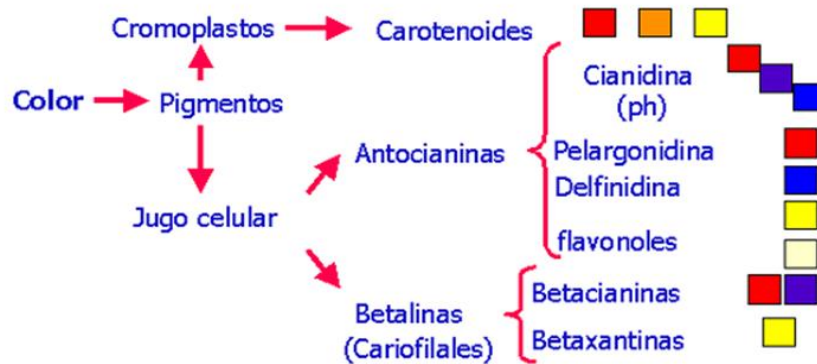 Cromoplastos
Carotenoides
Color
Pigmentos
Cianidina
(ph)
Antocianinas
Pelargonidina
Delfinidina
Jugo celular
flavonoles
Betalinas
(Cariofilales)
Betacianinas
Betaxantinas